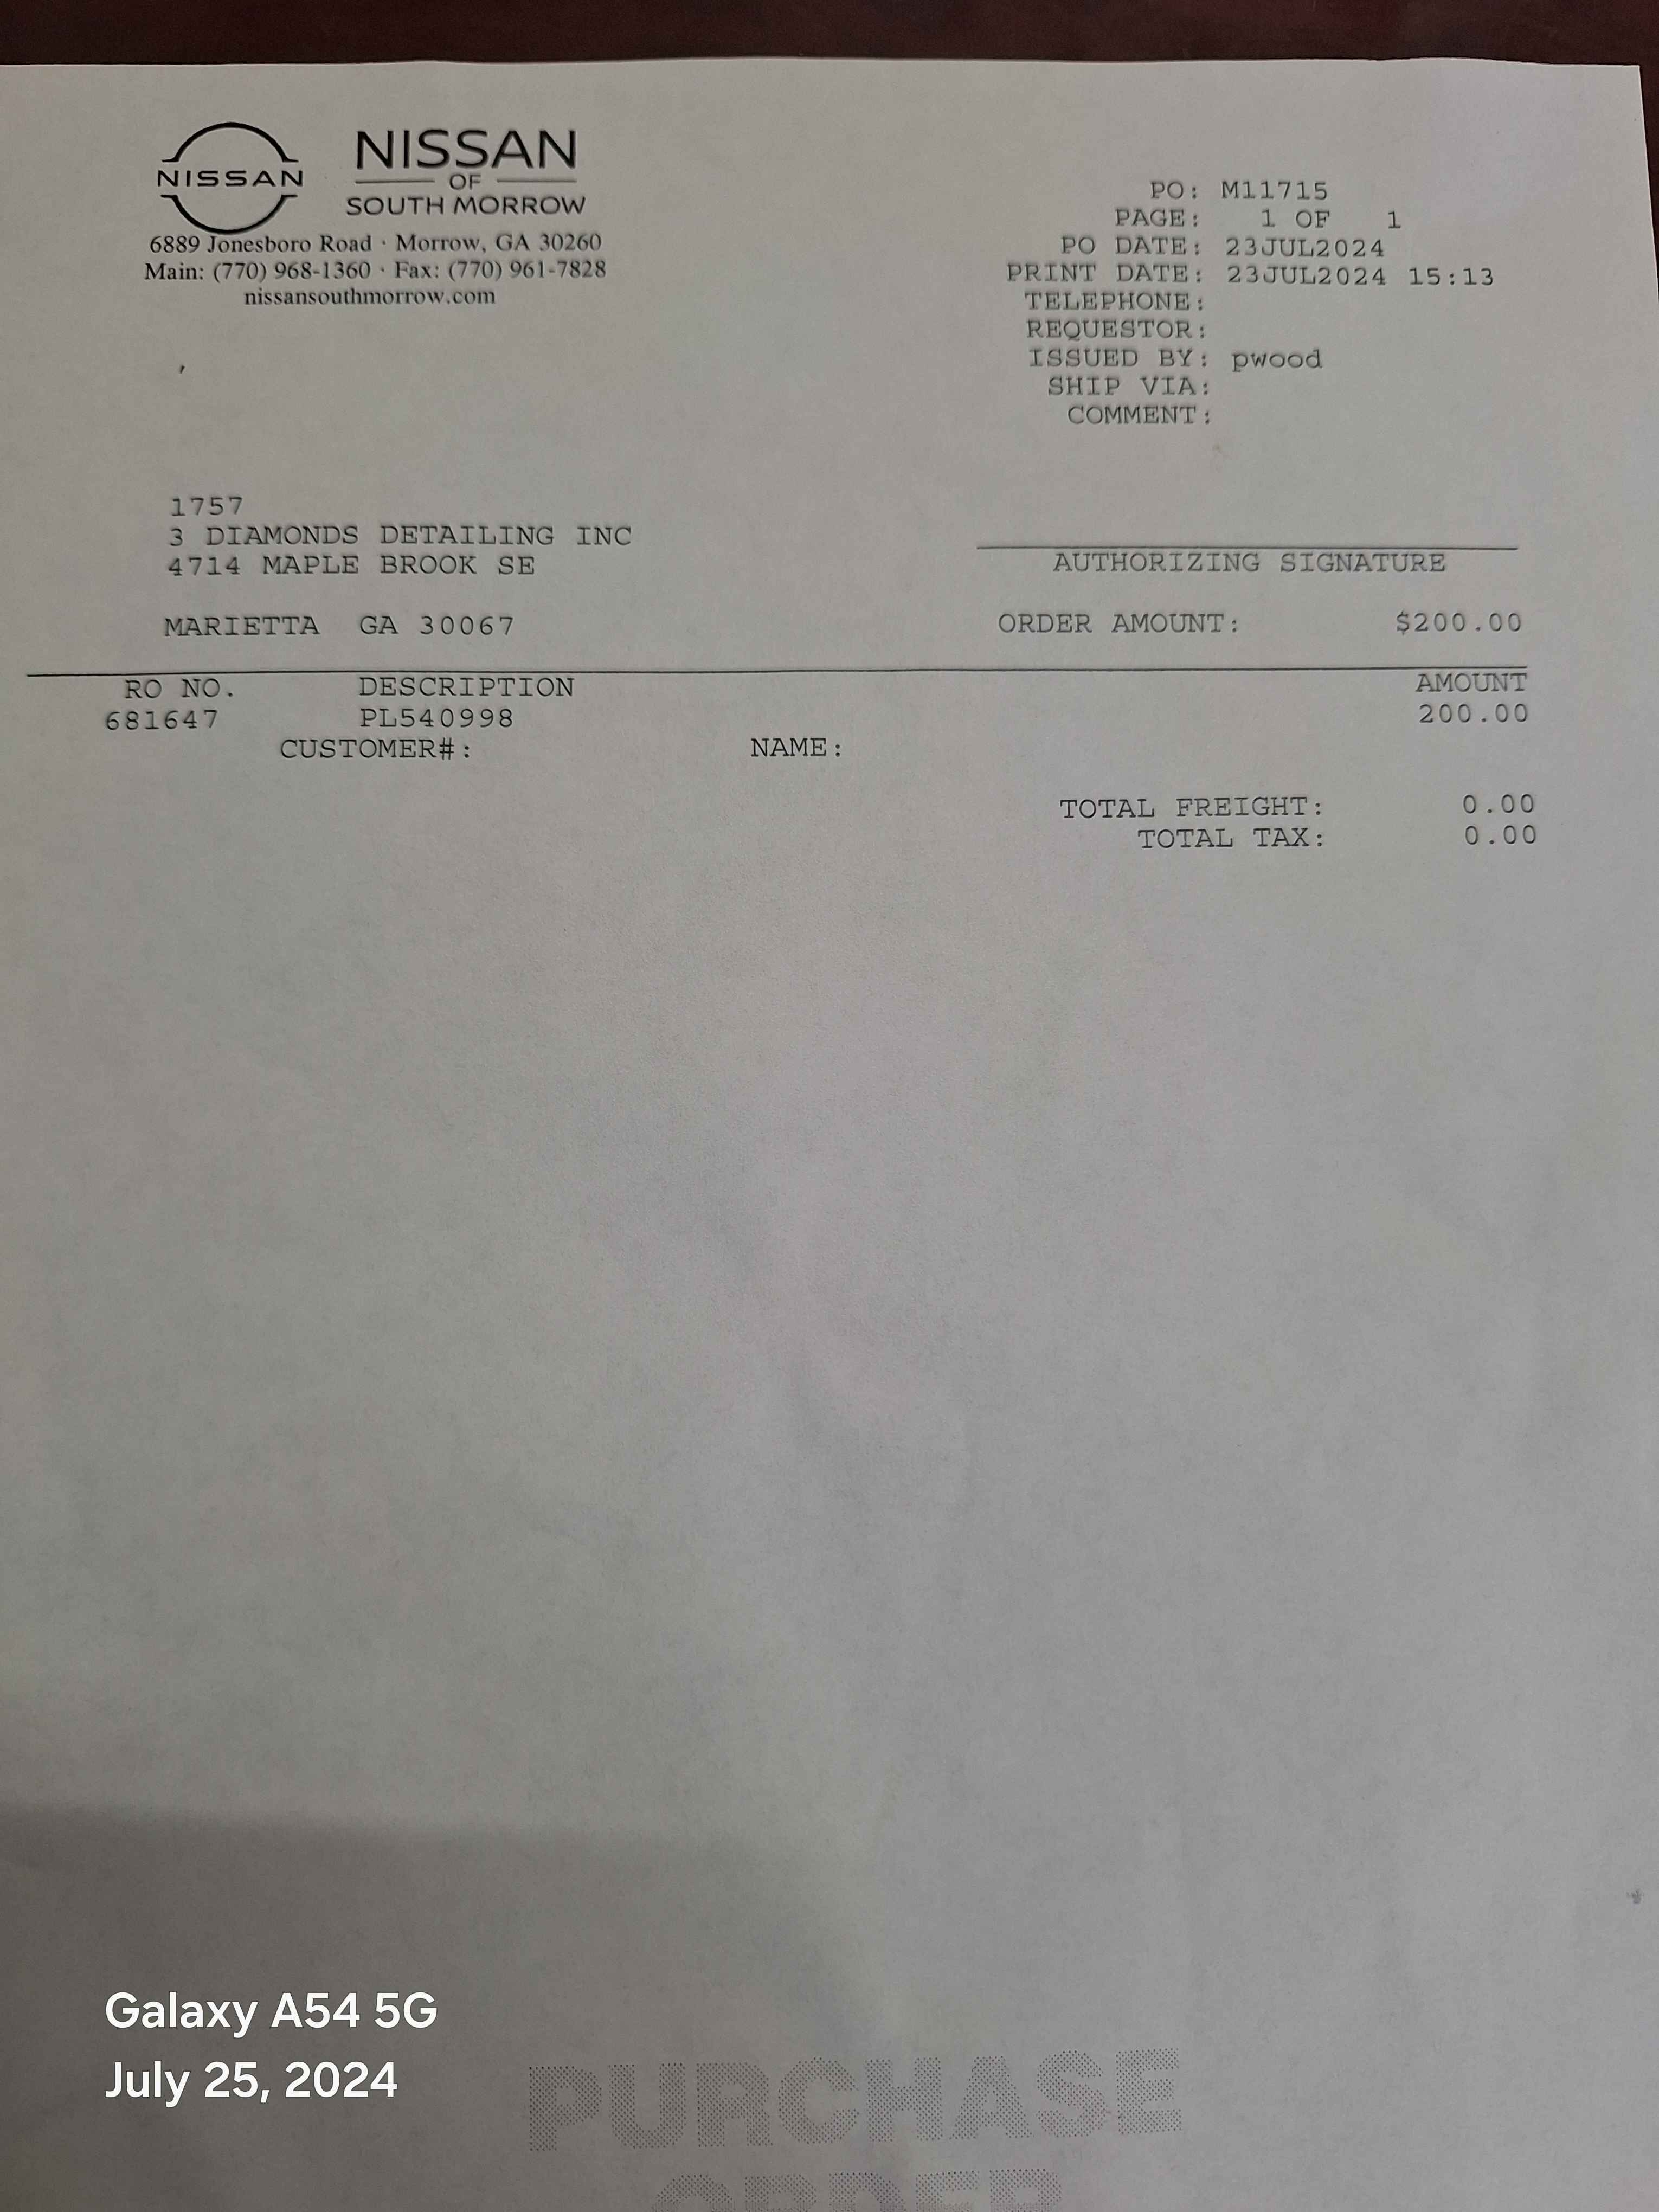 NISSAN
NISSAN
OF
SOUTH MORROW
6889 Jonesboro Road · Morrow, GA 30260
Main: (770) 968-1360 · Fax: (770) 961-7828
nissansouthmorrow.com
PO: M11715
PAGE: 1 OF 1
PO DATE: 23JUL2024
PRINT DATE: 23JUL2024 15:13
TELEPHONE:
REQUESTOR:
ISSUED BY: pwood
SHIP VIA:
COMMENT:
1757
3 DIAMONDS DETAILING INC
4714 MAPLE BROOK SE
MARIETTA GA 30067
AUTHORIZING SIGNATURE
ORDER AMOUNT: $200.00
RO NO. DESCRIPTION AMOUNT
681647 PL540998 200.00
CUSTOMER#: NAME:
TOTAL FREIGHT: 0.00
TOTAL TAX: 0.00
Galaxy A54 5G
July 25, 2024
PURCHASE
ORDER